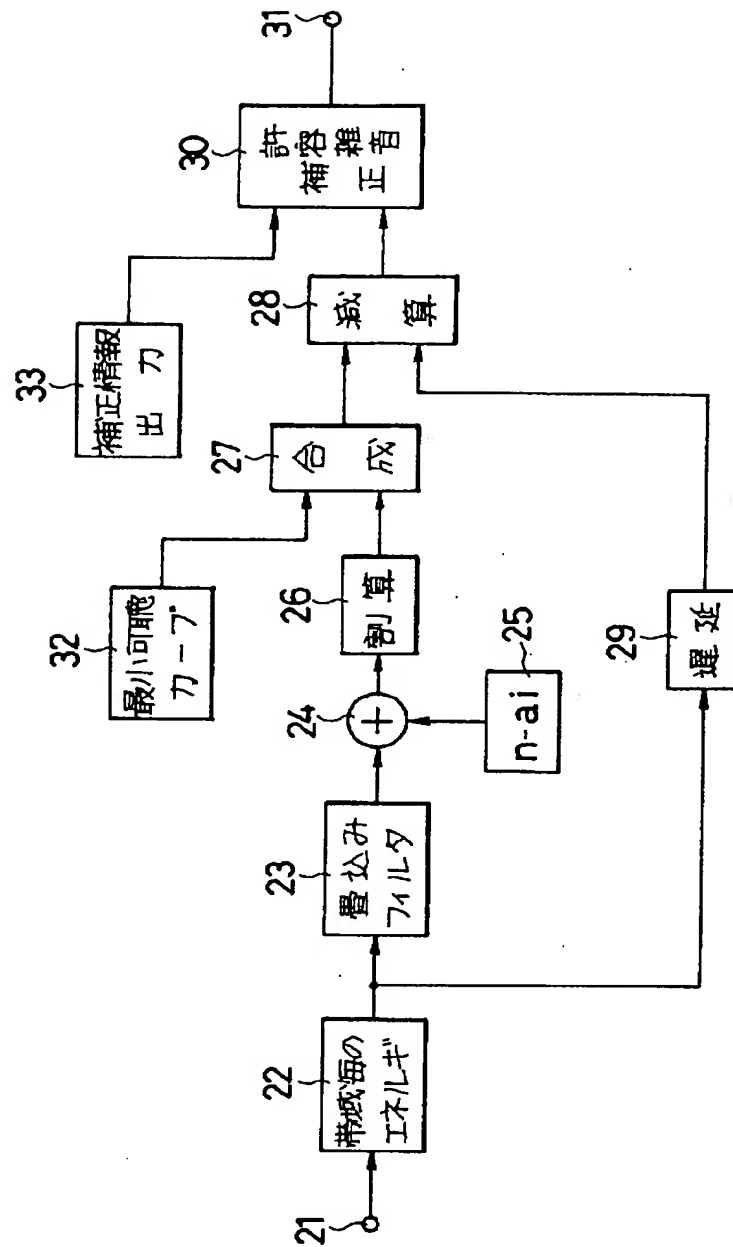 21
22
帯域海の
エネルギ
23
畳込み
フィルタ
24
+
25
n-ai
26
割算
32
最小可聴
カーブ
27
合成
33
補正情報
出力
28
減算
29
遅延
30
許容雑音
補正
31